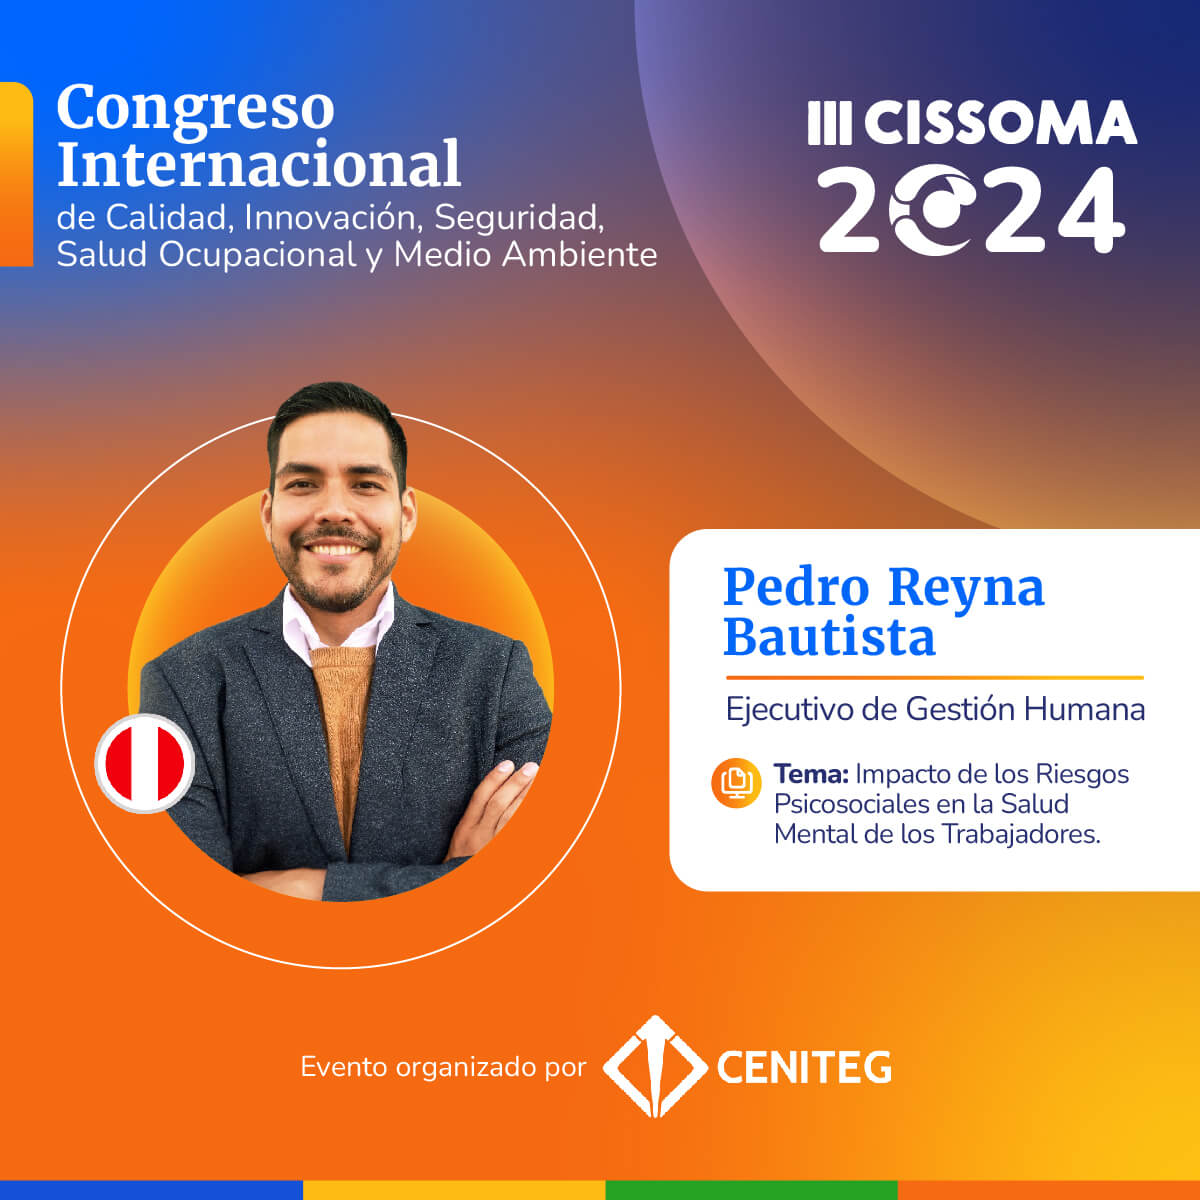 Congreso
Internacional
de Calidad, Innovación, Seguridad,
Salud Ocupacional y Medio Ambiente
III CISSOMA
2024
Pedro Reyna
Bautista
Ejecutivo de Gestión Humana
Tema: Impacto de los Riesgos
Psicosociales en la Salud
Mental de los Trabajadores.
Evento organizado por
CENITEG